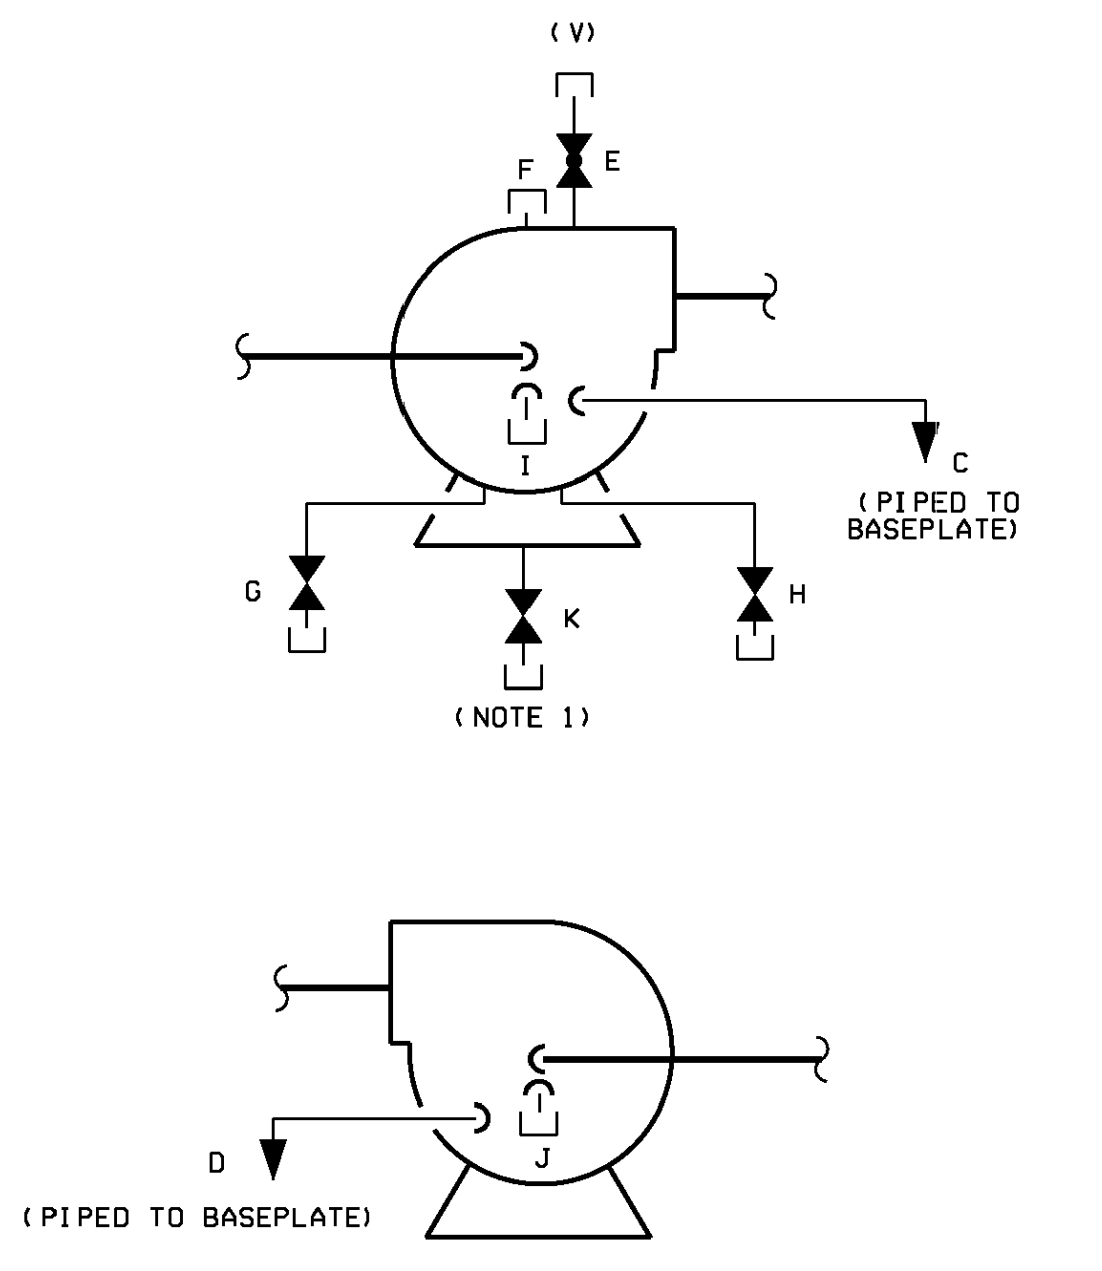 (V)
E
F
I
C
(PIPED TO
BASEPLATE)
G
H
K
(NOTE 1)
J
D
(PIPED TO BASEPLATE)